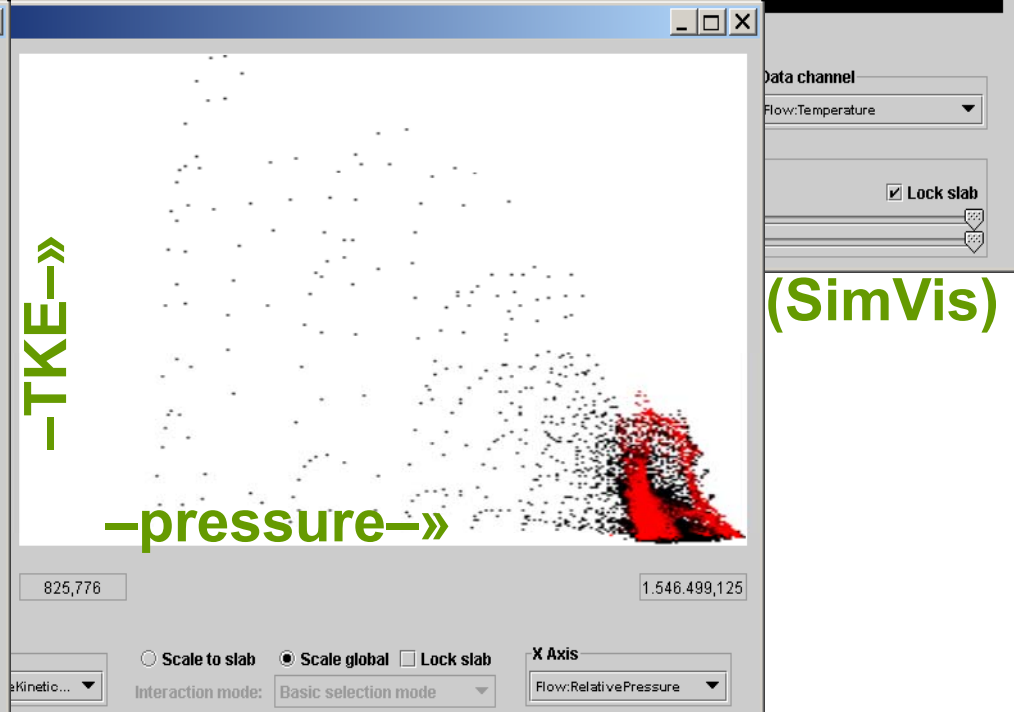 Data channel
Flow:Temperature
Lock slab
(SimVis)
–TKE–»
–pressure–»
825,776
1.546.499,125
Scale to slab
Scale global
Lock slab
X Axis
eKinetic...
Interaction mode:
Basic selection mode
Flow:RelativePressure